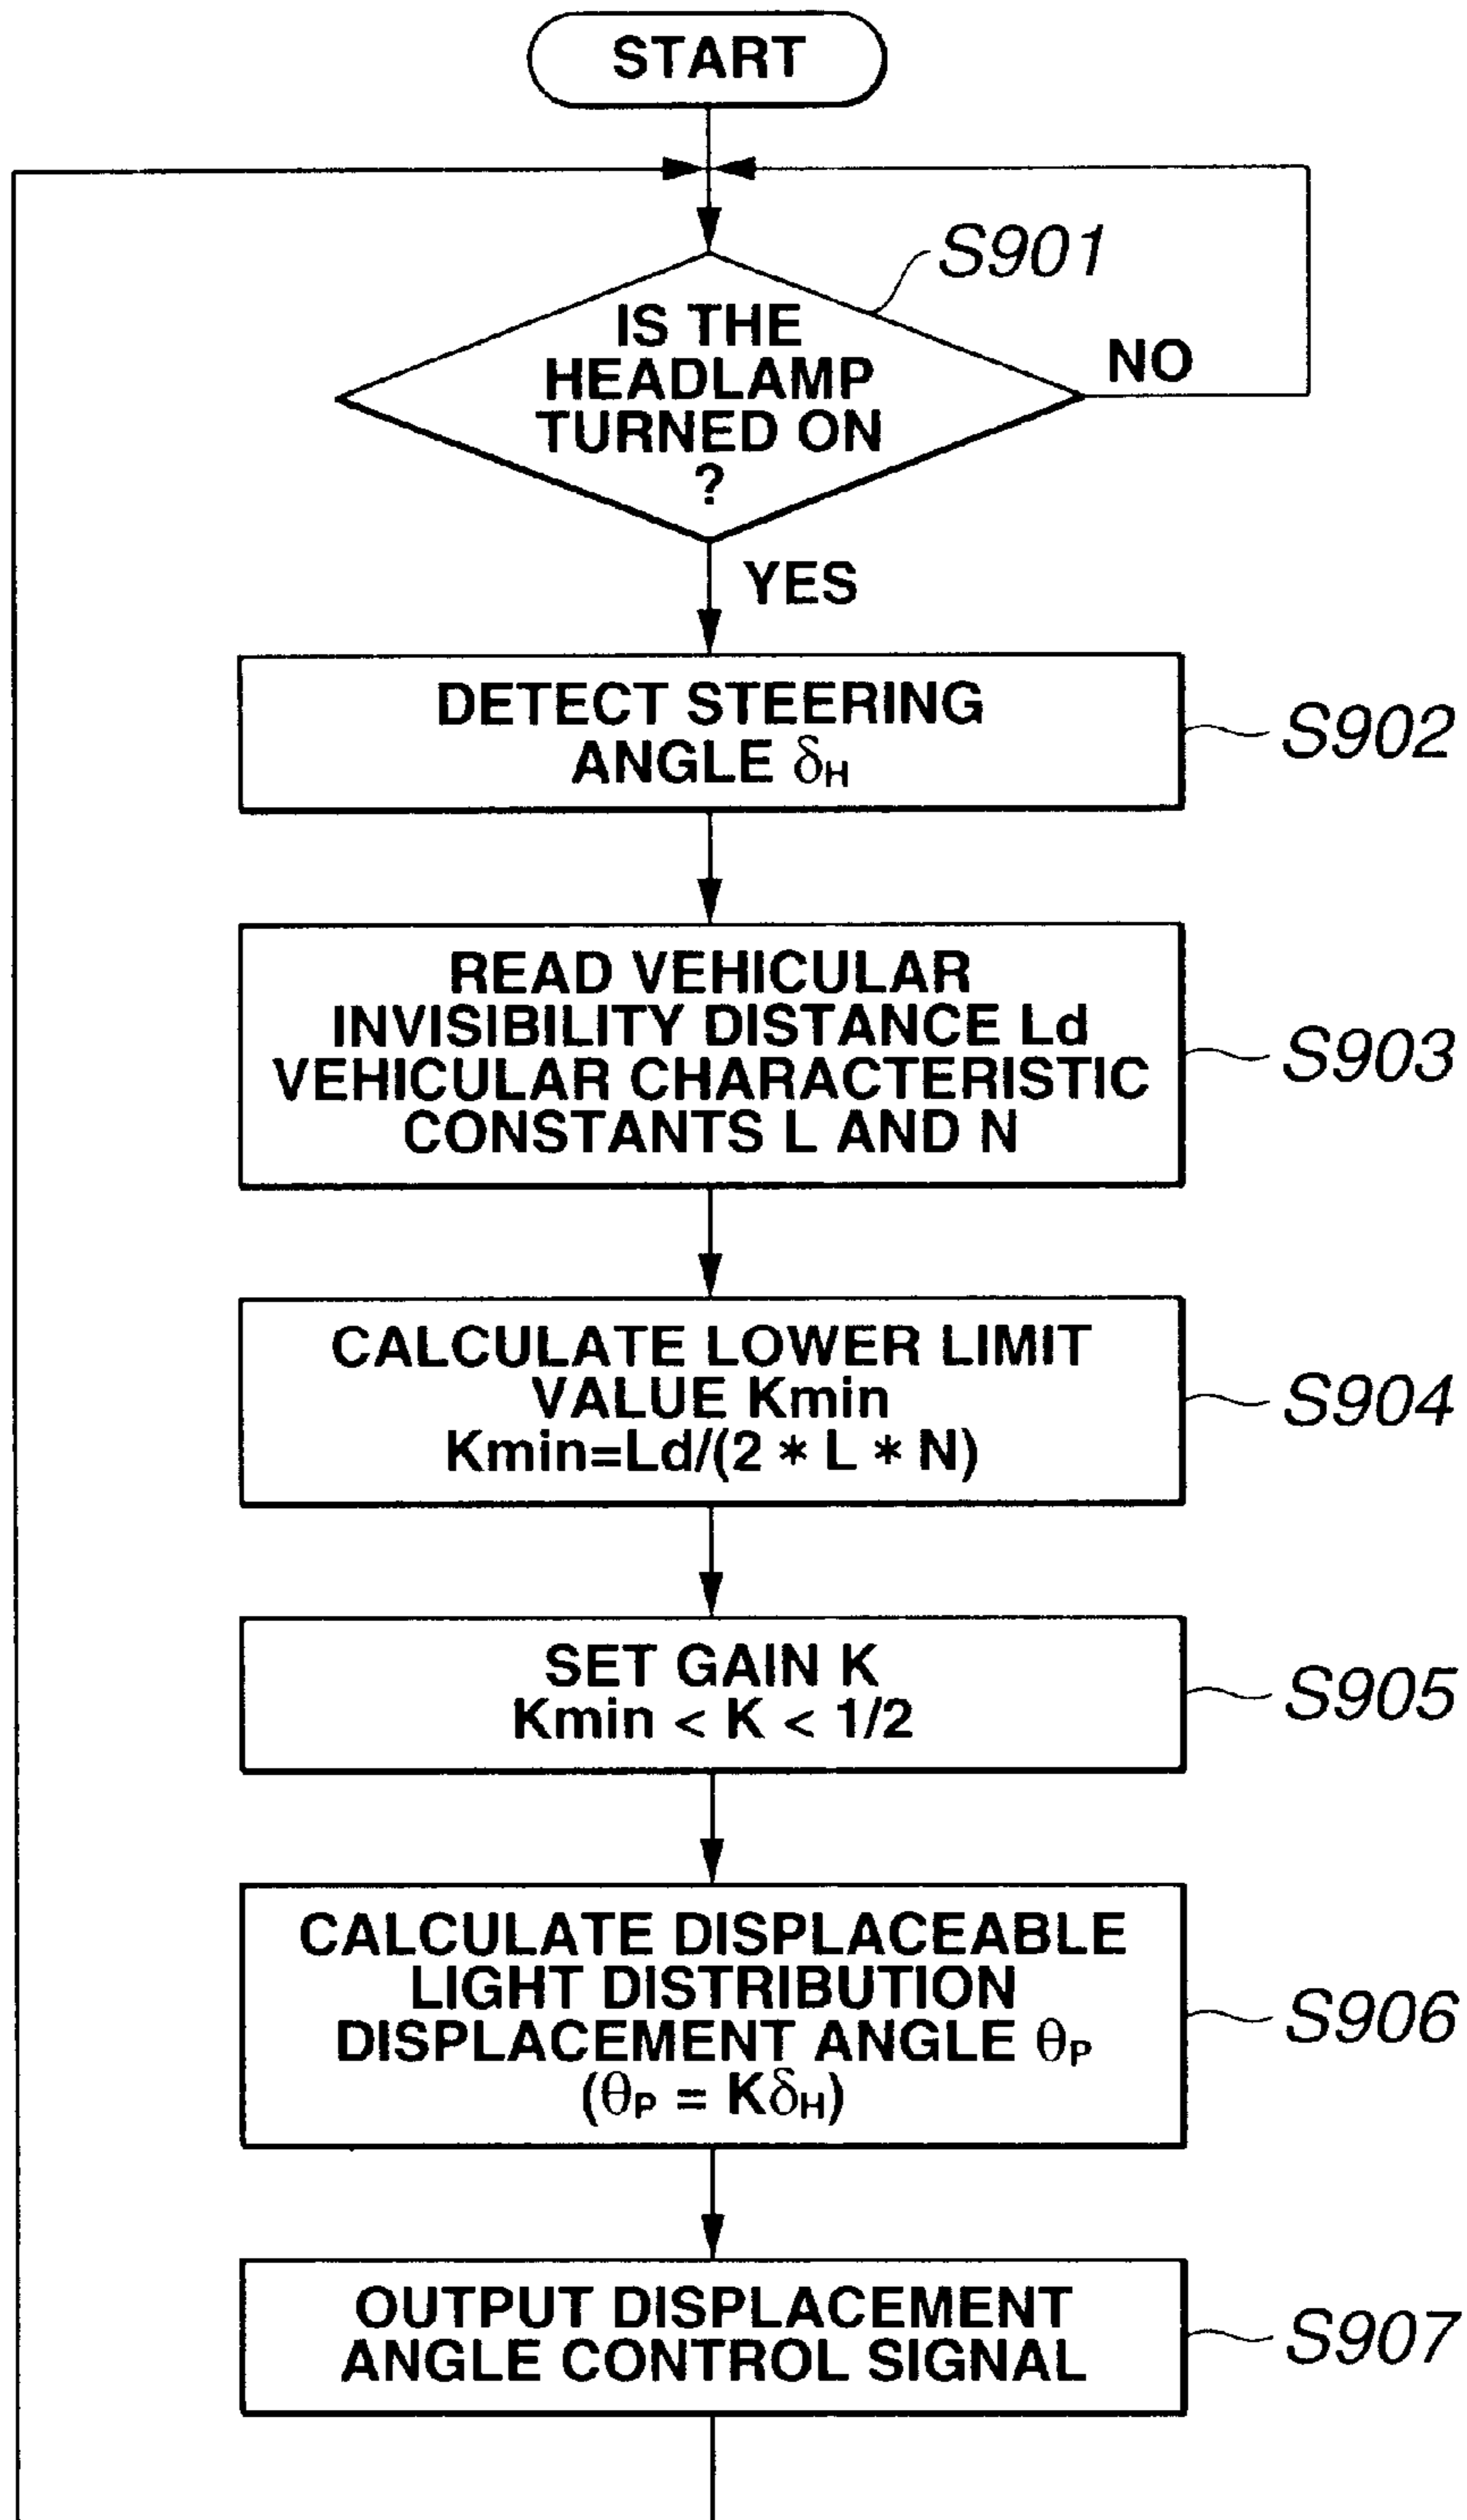 START
S901
IS THE
HEADLAMP
TURNED ON
?
NO
YES
DETECT STEERING
ANGLE δH
S902
READ VEHICULAR
INVISIBILITY DISTANCE Ld
VEHICULAR CHARACTERISTIC
CONSTANTS L AND N
S903
CALCULATE LOWER LIMIT
VALUE Kmin
Kmin=Ld/(2 * L * N)
S904
SET GAIN K
Kmin < K < 1/2
S905
CALCULATE DISPLACEABLE
LIGHT DISTRIBUTION
DISPLACEMENT ANGLE θP
(θP = KδH)
S906
OUTPUT DISPLACEMENT
ANGLE CONTROL SIGNAL
S907